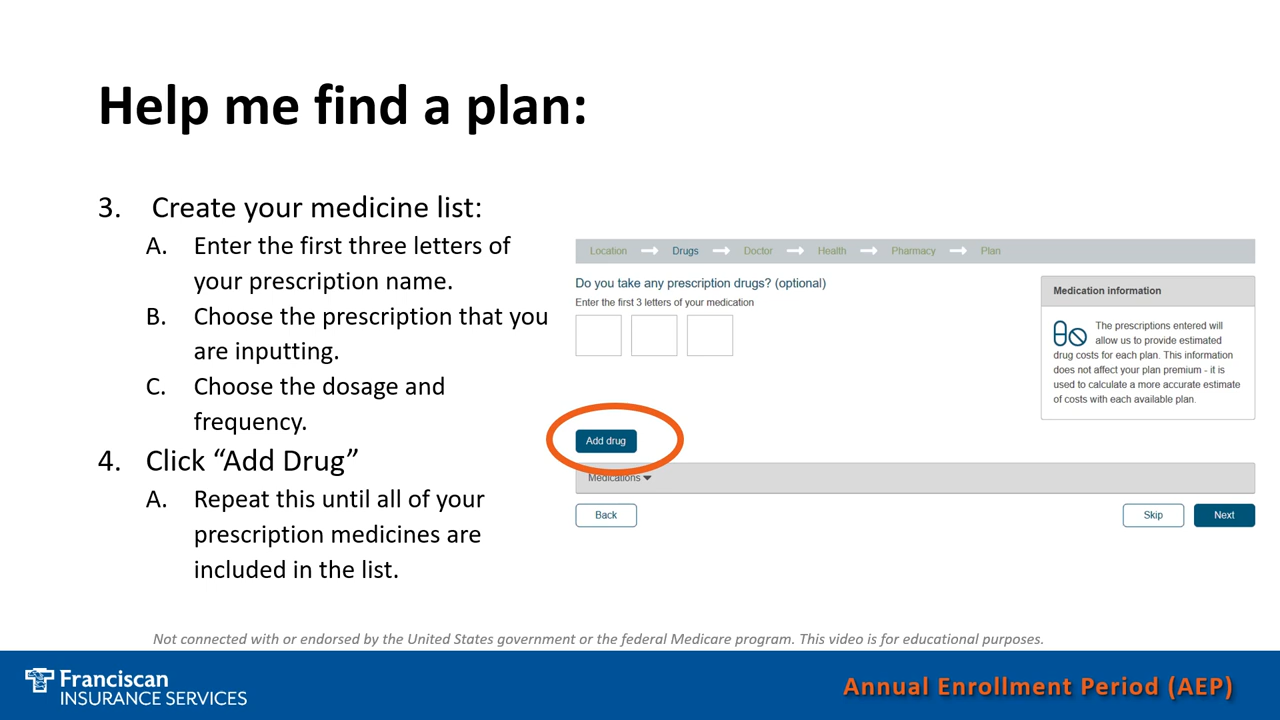 Help me find a plan:
3. Create your medicine list:
A. Enter the first three letters of
your prescription name.
B. Choose the prescription that you
are inputting.
C. Choose the dosage and
frequency.
4. Click “Add Drug”
A. Repeat this until all of your
prescription medicines are
included in the list.
Location Drugs Doctor Health Pharmacy Plan
Do you take any prescription drugs? (optional)
Enter the first 3 letters of your medication
Medication information
The prescriptions entered will
allow us to provide estimated
drug costs for each plan. This information
does not affect your plan premium - it is
used to calculate a more accurate estimate
of costs with each available plan.
Add drug
Medications
Back Skip Next
Not connected with or endorsed by the United States government or the federal Medicare program. This video is for educational purposes.
Franciscan
INSURANCE SERVICES
Annual Enrollment Period (AEP)